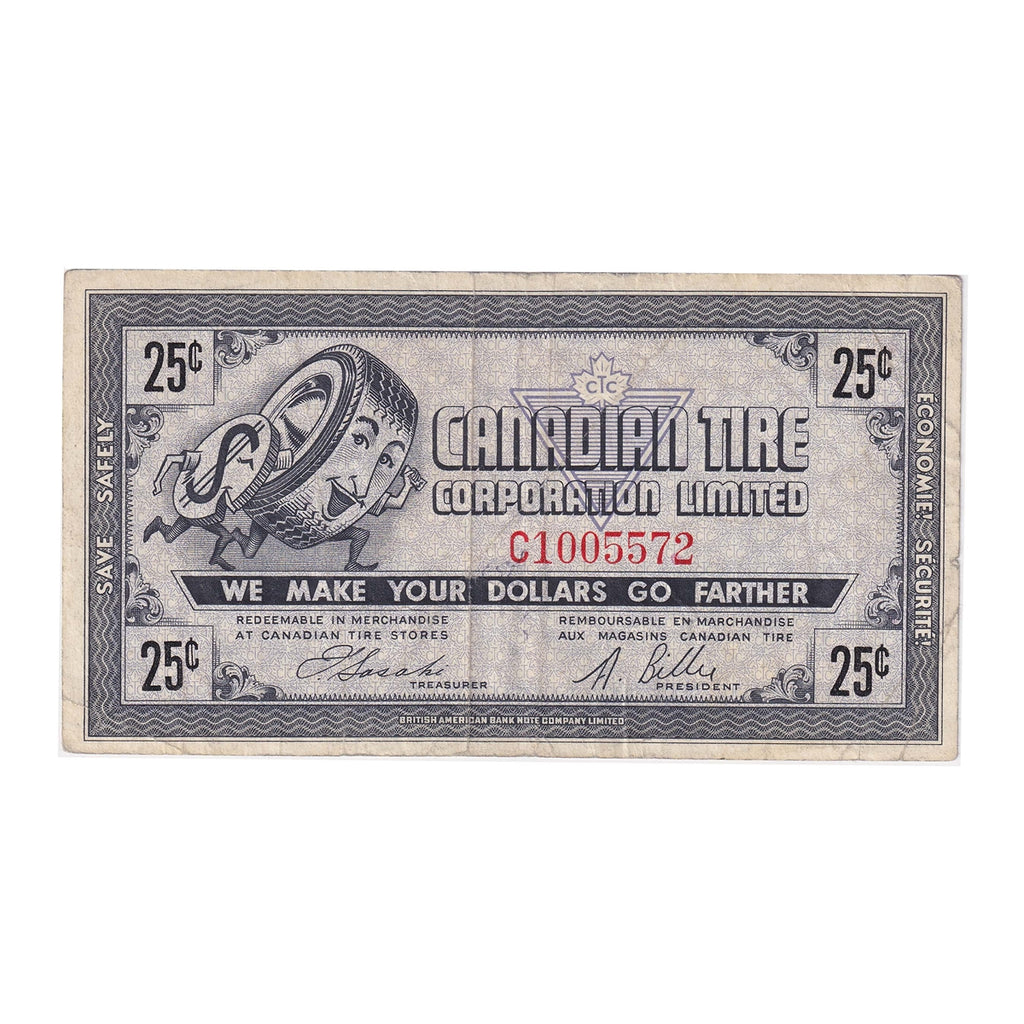 25¢
25¢
CTC
CANADIAN TIRE
CORPORATION LIMITED
C1005572
SAVE SAFELY
ECONOMIE! SECURITÉ!
$
WE MAKE YOUR DOLLARS GO FARTHER
REDEEMABLE IN MERCHANDISE
AT CANADIAN TIRE STORES
REMBOURSABLE EN MARCHANDISE
AUX MAGASINS CANADIAN TIRE
25¢
TREASURER
A. Billes
PRESIDENT
25¢
BRITISH AMERICAN BANK NOTE COMPANY LIMITED